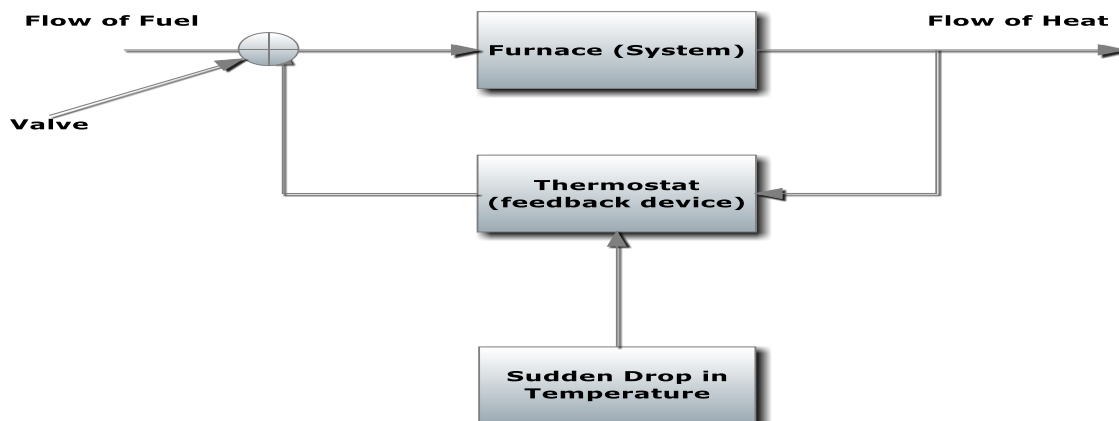 Flow of Fuel
Flow of Heat
Furnace (System)
Valve
Thermostat
(feedback device)
Sudden Drop in
Temperature